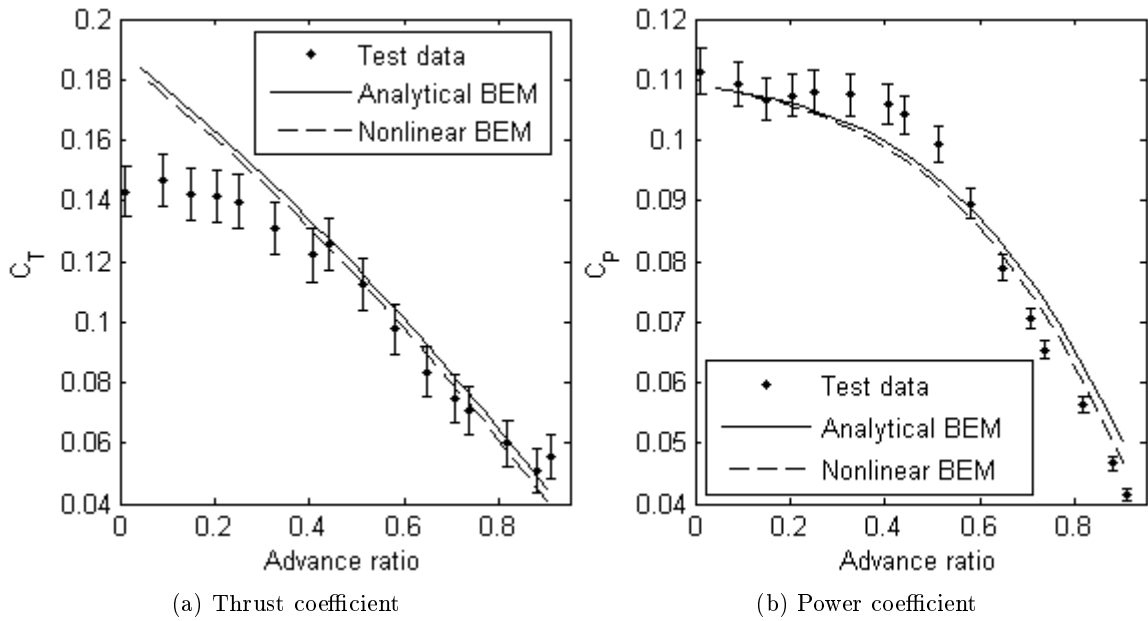 0.2
0.18
0.16
0.14
0.12
0.1
0.08
0.06
0.04
C_T
0
0.2
0.4
0.6
0.8
Advance ratio
Test data
Analytical BEM
Nonlinear BEM
(a) Thrust coefficient
0.12
0.11
0.1
0.09
0.08
0.07
0.06
0.05
0.04
C_P
0
0.2
0.4
0.6
0.8
Advance ratio
Test data
Analytical BEM
Nonlinear BEM
(b) Power coefficient